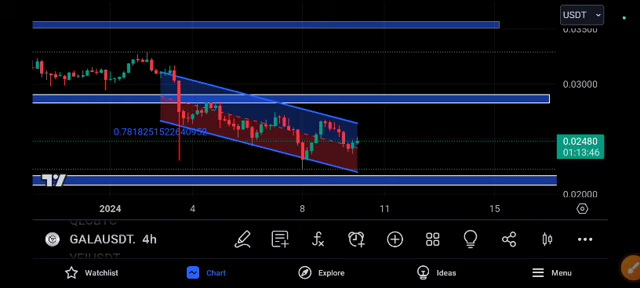 USDT
0.03500
0.03000
0.7818251522640952
0.02480
01:13:46
0.02000
2024 4 8 11 15
GALAUSDT. 4h
Watchlist Chart Explore Ideas Menu